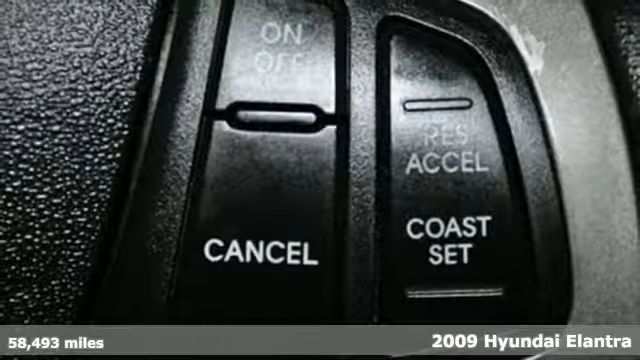 ON
OFF
CANCEL
RES
ACCEL
COAST
SET
58,493 miles
2009 Hyundai Elantra